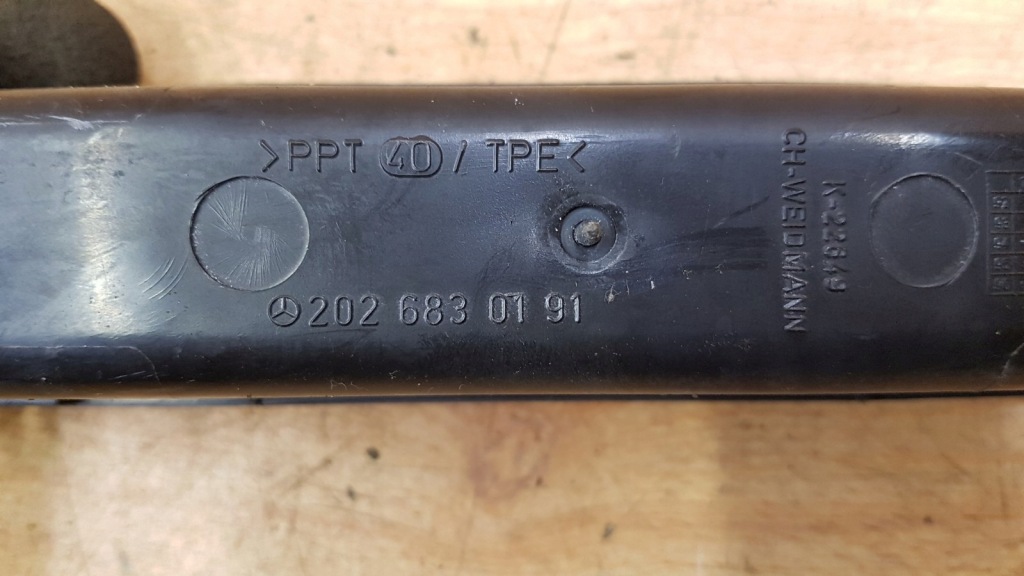 >PPT 40 / TPE<
202 683 01 91
CH-WEIDMANN
K-22649